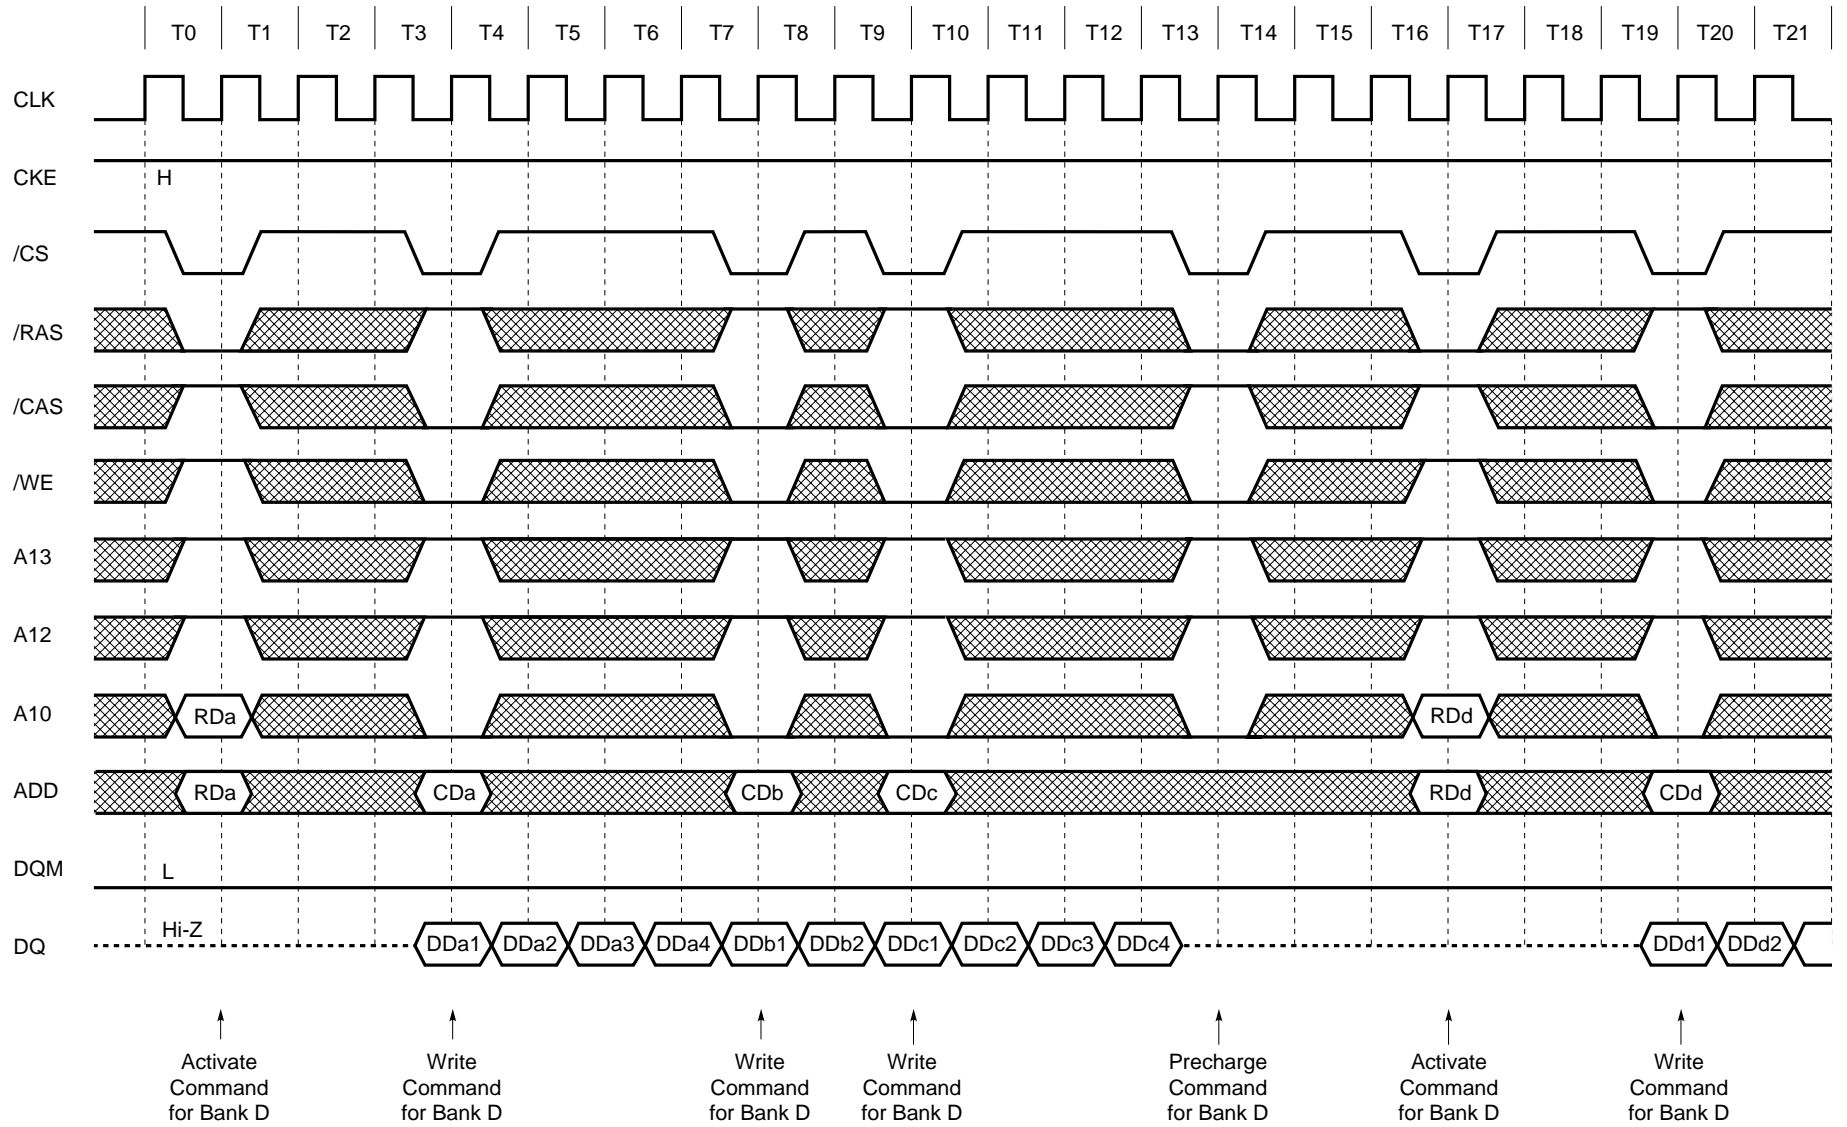 T0 T1 T2 T3 T4 T5 T6 T7 T8 T9 T10 T11 T12 T13 T14 T15 T16 T17 T18 T19 T20 T21
CLK
CKE H
/CS
/RAS
/CAS
/WE
A13
A12
A10 RDa RDd
ADD RDa CDa CDb CDc RDd CDd
DQM L
DQ Hi-Z DDa1 DDa2 DDa3 DDa4 DDb1 DDb2 DDc1 DDc2 DDc3 DDc4 DDd1 DDd2
Activate
Command
for Bank D
Write
Command
for Bank D
Write
Command
for Bank D
Write
Command
for Bank D
Precharge
Command
for Bank D
Activate
Command
for Bank D
Write
Command
for Bank D